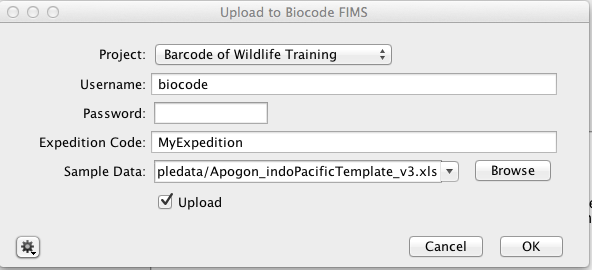 Upload to Biocode FIMS
Project: Barcode of Wildlife Training
Username: biocode
Password:
Expedition Code: MyExpedition
Sample Data: pledata/Apogon_indoPacificTemplate_v3.xls Browse
Upload
Cancel OK